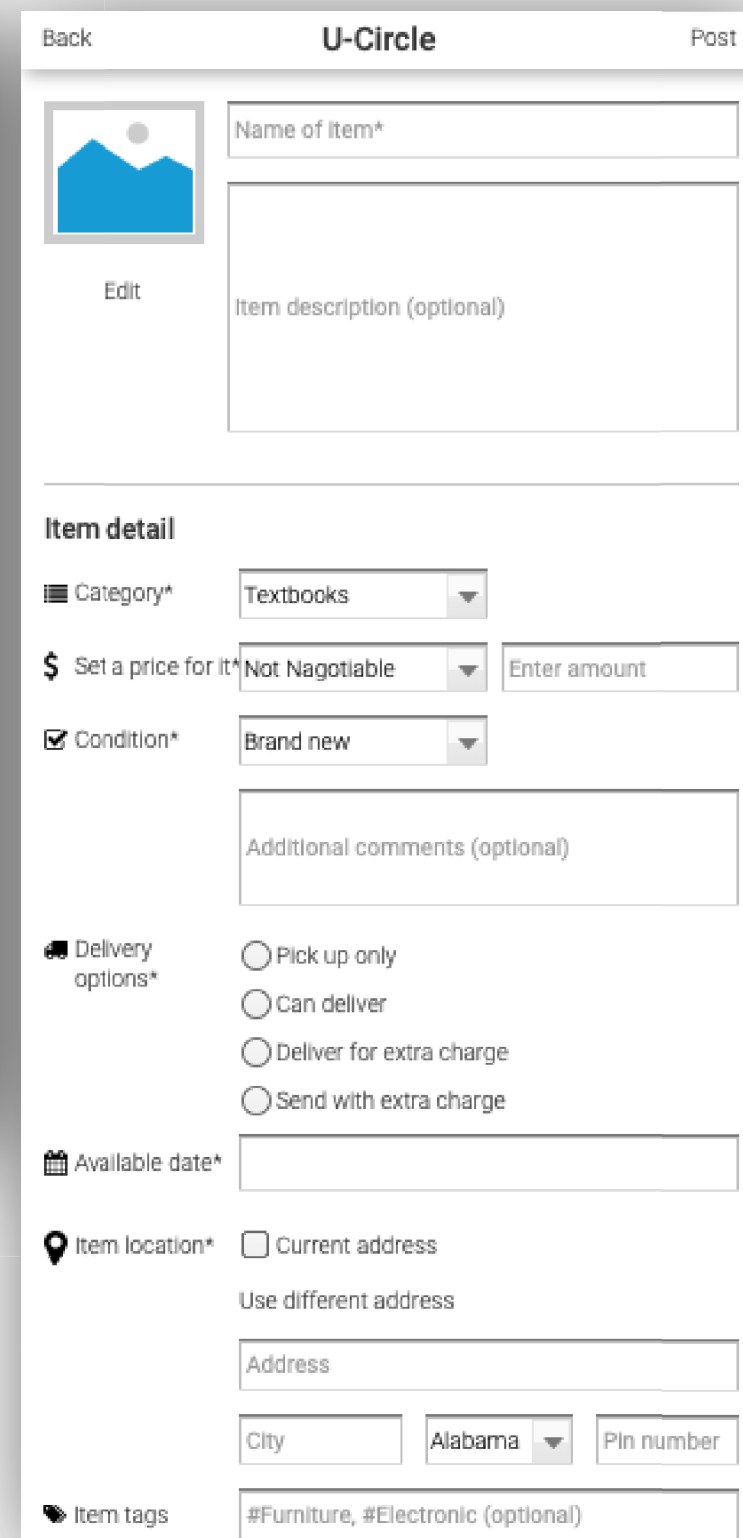 Back U-Circle Post
Name of item*
Edit
Item description (optional)
Item detail
Category* Textbooks
Set a price for it* Not Nagotiable Enter amount
Condition* Brand new
Additional comments (optional)
Delivery options*
Pick up only
Can deliver
Deliver for extra charge
Send with extra charge
Available date*
Item location* Current address
Use different address
Address
City Alabama Pin number
Item tags #Furniture, #Electronic (optional)